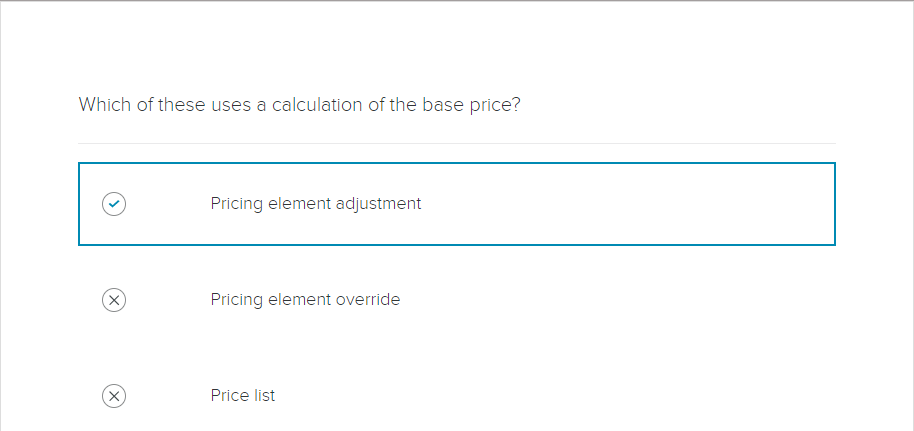 Which of these uses a calculation of the base price?
Pricing element adjustment
Pricing element override
Price list